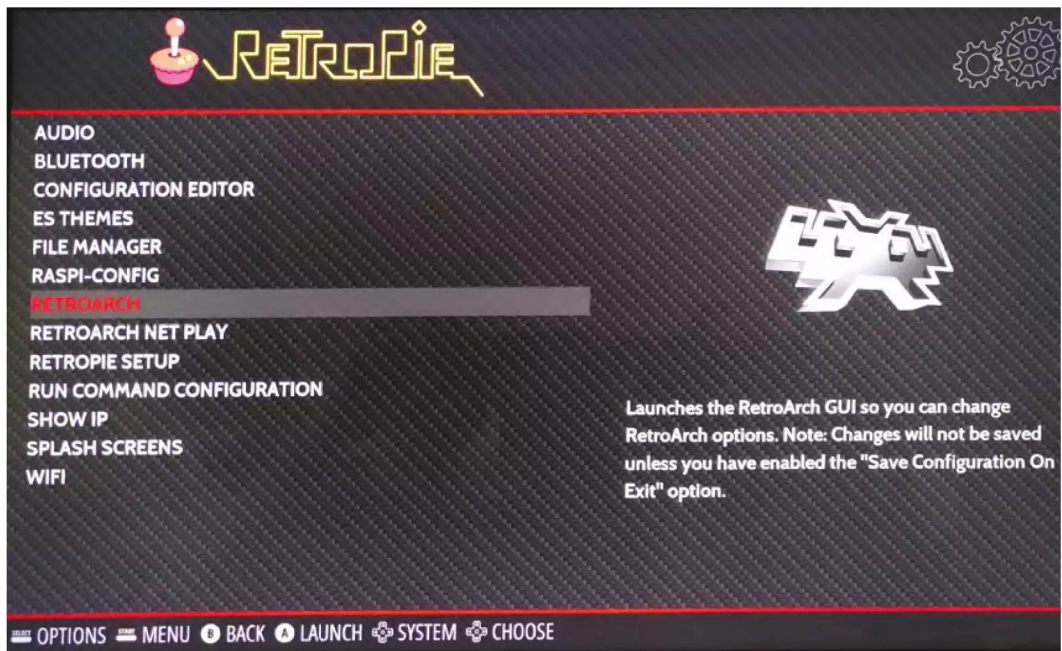 RETROPIE
AUDIO
BLUETOOTH
CONFIGURATION EDITOR
ES THEMES
FILE MANAGER
RASPI-CONFIG
RETROARCH
RETROARCH NET PLAY
RETROPIE SETUP
RUN COMMAND CONFIGURATION
SHOW IP
SPLASH SCREENS
WIFI
Launches the RetroArch GUI so you can change
RetroArch options. Note: Changes will not be saved
unless you have enabled the "Save Configuration On
Exit" option.
SELECT OPTIONS START MENU B BACK A LAUNCH SYSTEM CHOOSE